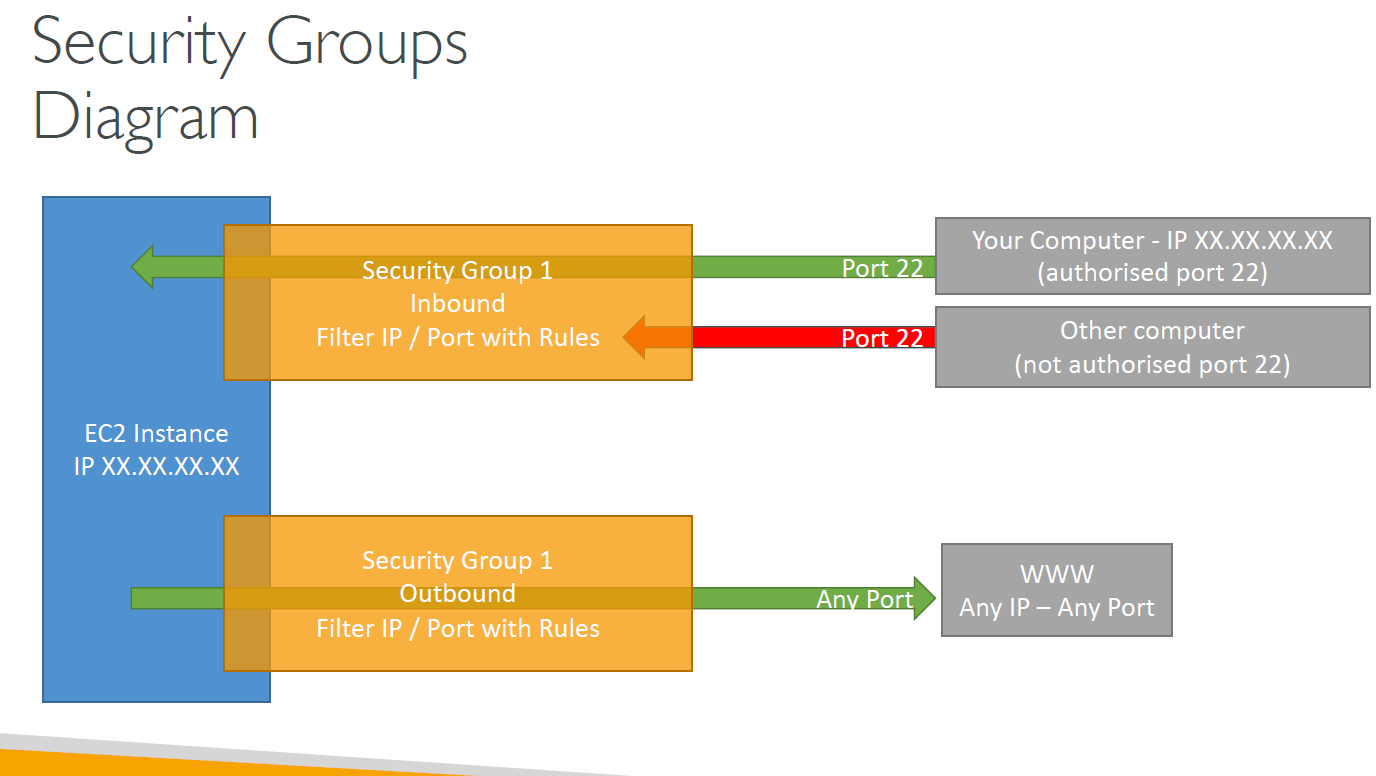 Security Groups
Diagram
Security Group 1
Inbound
Filter IP / Port with Rules
Port 22
Your Computer - IP XX.XX.XX.XX
(authorised port 22)
Port 22
Other computer
(not authorised port 22)
EC2 Instance
IP XX.XX.XX.XX
Security Group 1
Outbound
Filter IP / Port with Rules
Any Port
WWW
Any IP – Any Port